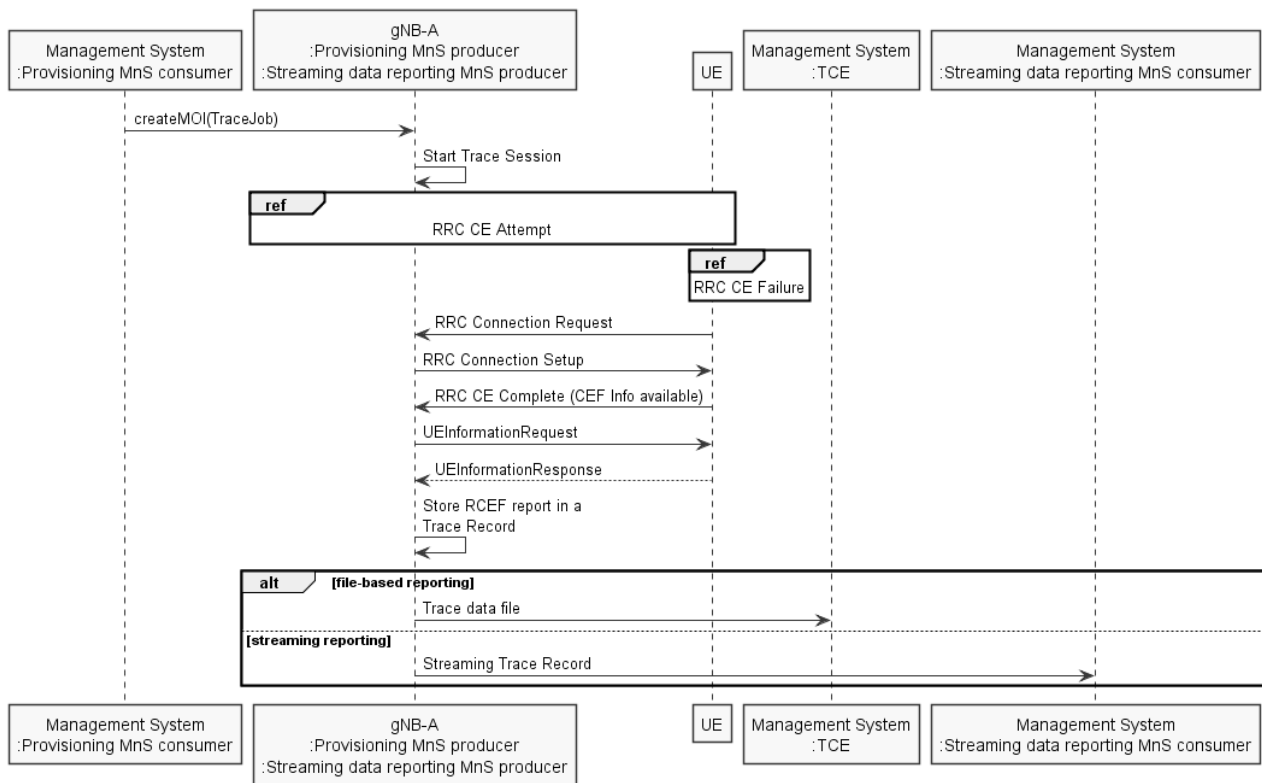 Management System
:Provisioning MnS consumer
gNB-A
:Provisioning MnS producer
:Streaming data reporting MnS producer
UE
Management System
:TCE
Management System
:Streaming data reporting MnS consumer
createMOI(TraceJob)
Start Trace Session
ref
RRC CE Attempt
ref
RRC CE Failure
RRC Connection Request
RRC Connection Setup
RRC CE Complete (CEF Info available)
UEInformationRequest
UEInformationResponse
Store RCEF report in a
Trace Record
alt [file-based reporting]
Trace data file
[streaming reporting]
Streaming Trace Record
Management System
:Provisioning MnS consumer
gNB-A
:Provisioning MnS producer
:Streaming data reporting MnS producer
UE
Management System
:TCE
Management System
:Streaming data reporting MnS consumer